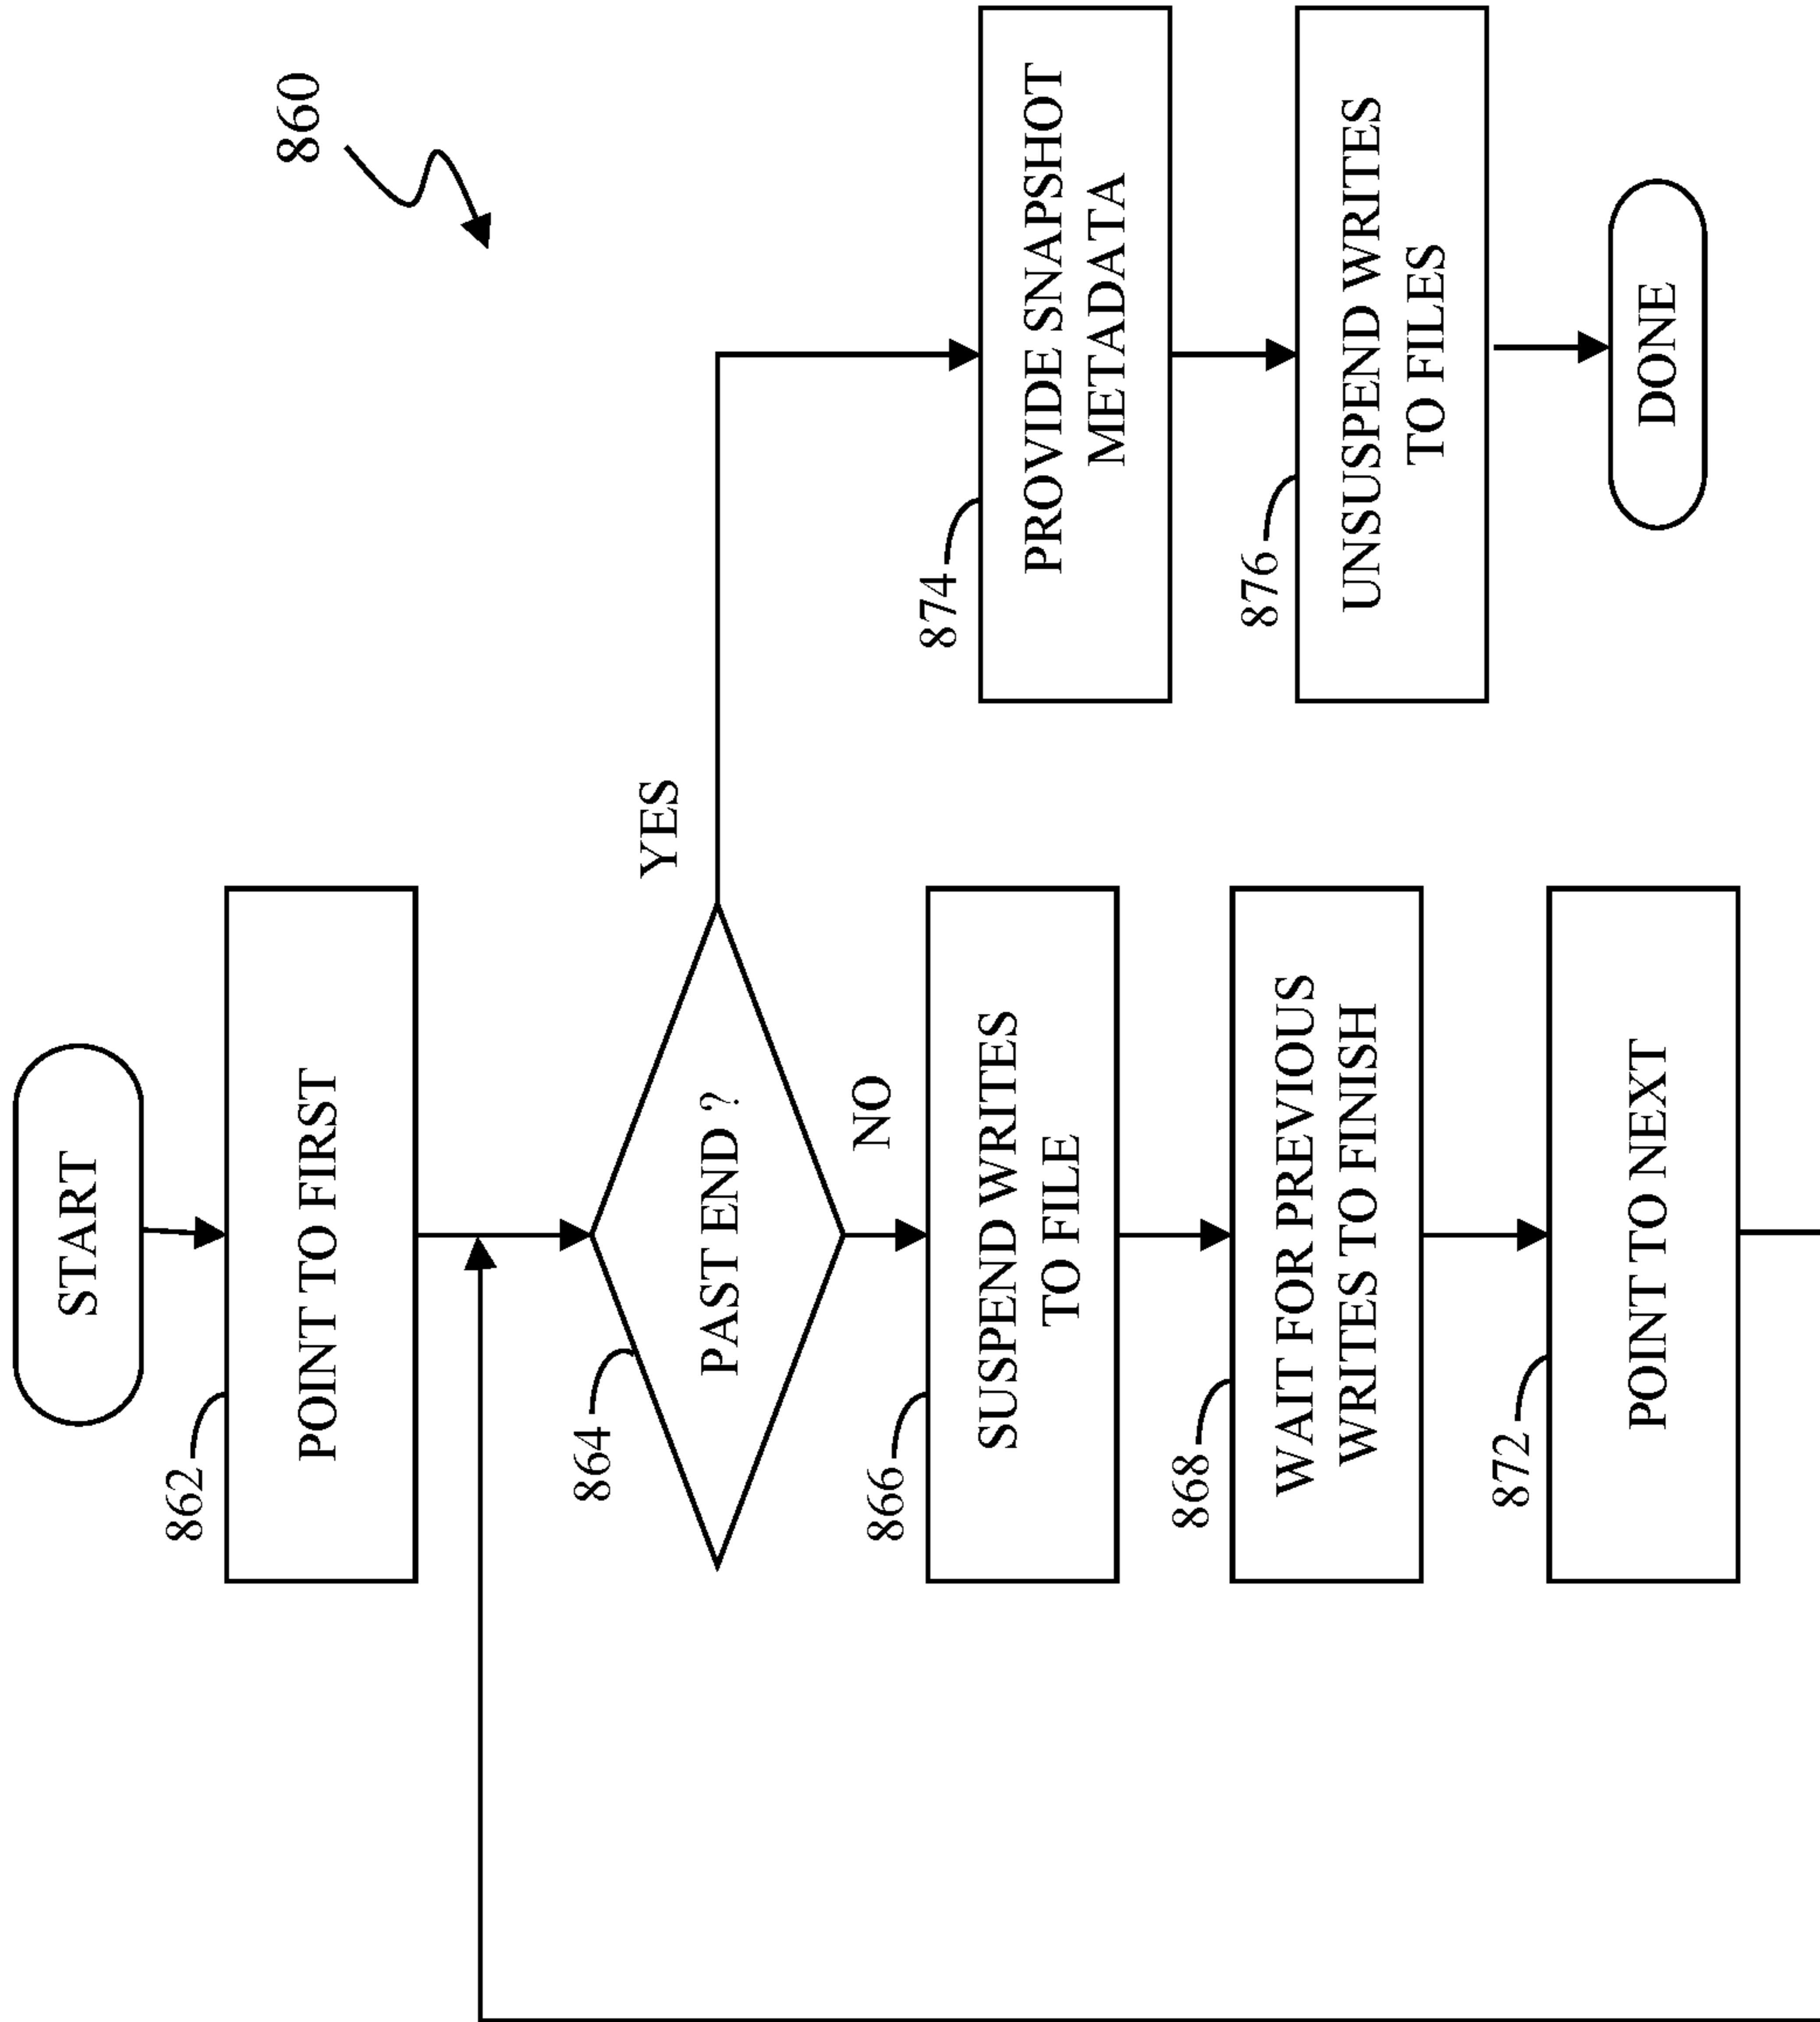 860
START
862
POINT TO FIRST
864
PAST END ?
YES
NO
866
SUSPEND WRITES
TO FILE
868
WAIT FOR PREVIOUS
WRITES TO FINISH
872
POINT TO NEXT
874
PROVIDE SNAPSHOT
METADATA
876
UNSUSPEND WRITES
TO FILES
DONE